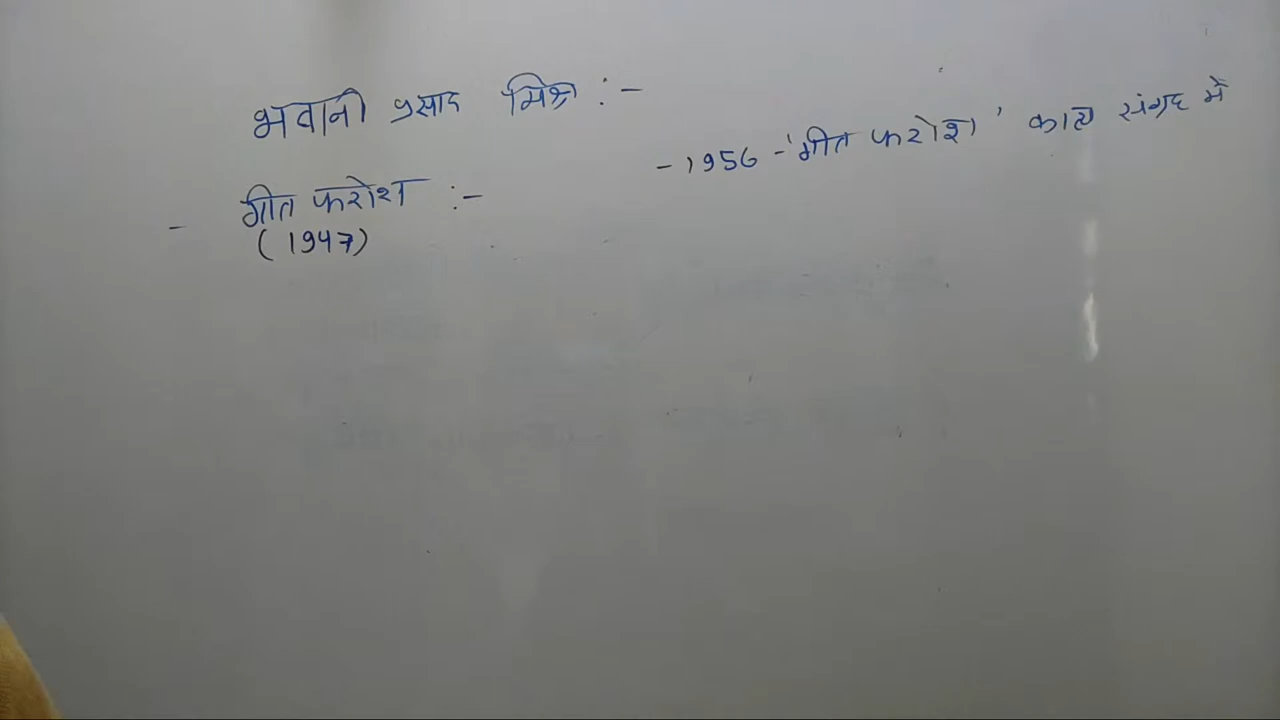 भवानी प्रसाद मिश्र :-
- 1956 - 'गीत फरोश' काव्य संग्रह में
- गीत फरोश :-
(1947)